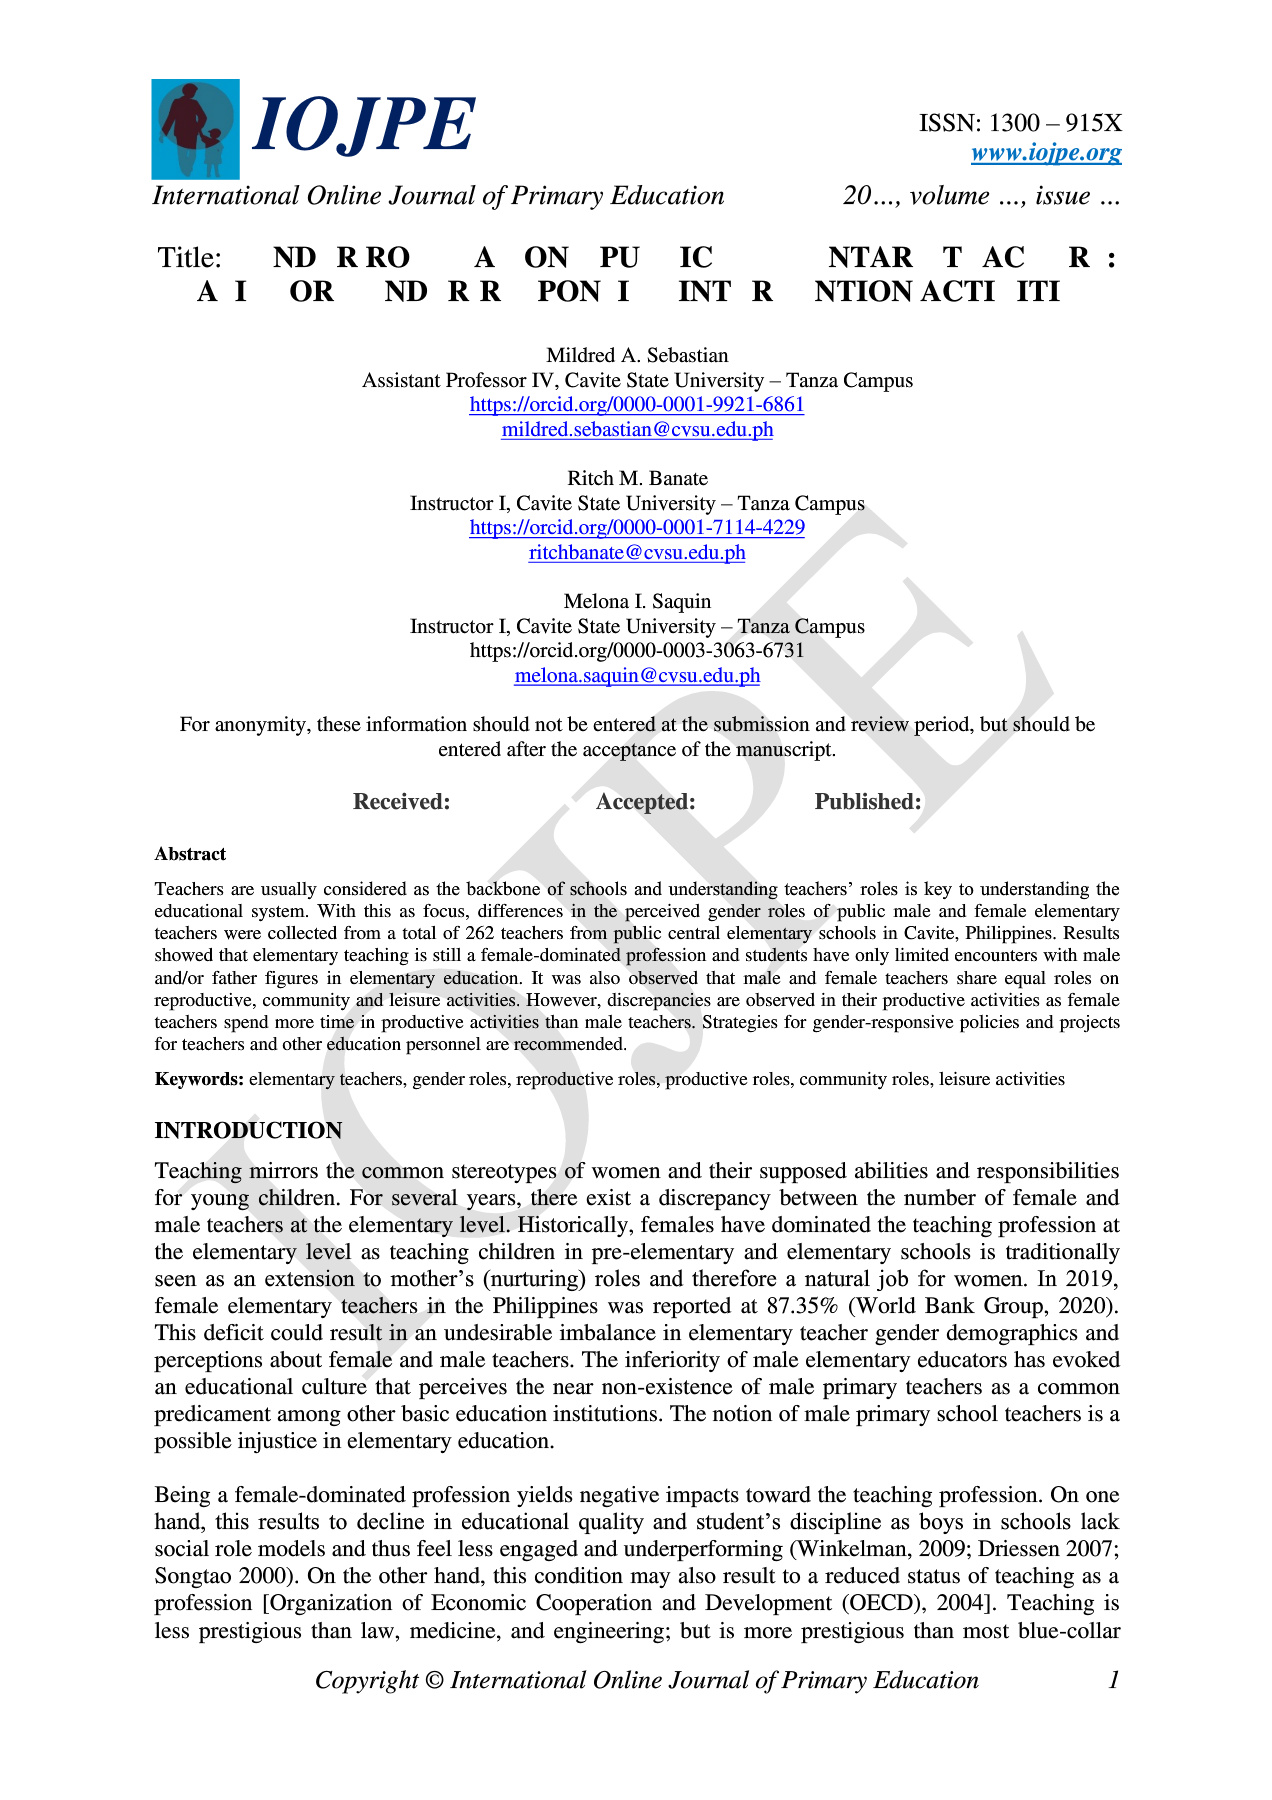 IOJPE
ISSN: 1300 – 915X
www.iojpe.org
International Online Journal of Primary Education 20…, volume …, issue …
Title: ND R RO A ON PU IC NTAR T AC R :
A I OR ND R R PON I INT R NTION ACTI ITI
Mildred A. Sebastian
Assistant Professor IV, Cavite State University – Tanza Campus
https://orcid.org/0000-0001-9921-6861
mildred.sebastian@cvsu.edu.ph
Ritch M. Banate
Instructor I, Cavite State University – Tanza Campus
https://orcid.org/0000-0001-7114-4229
ritchbanate@cvsu.edu.ph
Melona I. Saquin
Instructor I, Cavite State University – Tanza Campus
https://orcid.org/0000-0003-3063-6731
melona.saquin@cvsu.edu.ph
For anonymity, these information should not be entered at the submission and review period, but should be
entered after the acceptance of the manuscript.
Received: Accepted: Published:
Abstract
Teachers are usually considered as the backbone of schools and understanding teachers’ roles is key to understanding the
educational system. With this as focus, differences in the perceived gender roles of public male and female elementary
teachers were collected from a total of 262 teachers from public central elementary schools in Cavite, Philippines. Results
showed that elementary teaching is still a female-dominated profession and students have only limited encounters with male
and/or father figures in elementary education. It was also observed that male and female teachers share equal roles on
reproductive, community and leisure activities. However, discrepancies are observed in their productive activities as female
teachers spend more time in productive activities than male teachers. Strategies for gender-responsive policies and projects
for teachers and other education personnel are recommended.
Keywords: elementary teachers, gender roles, reproductive roles, productive roles, community roles, leisure activities
INTRODUCTION
Teaching mirrors the common stereotypes of women and their supposed abilities and responsibilities
for young children. For several years, there exist a discrepancy between the number of female and
male teachers at the elementary level. Historically, females have dominated the teaching profession at
the elementary level as teaching children in pre-elementary and elementary schools is traditionally
seen as an extension to mother’s (nurturing) roles and therefore a natural job for women. In 2019,
female elementary teachers in the Philippines was reported at 87.35% (World Bank Group, 2020).
This deficit could result in an undesirable imbalance in elementary teacher gender demographics and
perceptions about female and male teachers. The inferiority of male elementary educators has evoked
an educational culture that perceives the near non-existence of male primary teachers as a common
predicament among other basic education institutions. The notion of male primary school teachers is a
possible injustice in elementary education.
Being a female-dominated profession yields negative impacts toward the teaching profession. On one
hand, this results to decline in educational quality and student’s discipline as boys in schools lack
social role models and thus feel less engaged and underperforming (Winkelman, 2009; Driessen 2007;
Songtao 2000). On the other hand, this condition may also result to a reduced status of teaching as a
profession [Organization of Economic Cooperation and Development (OECD), 2004]. Teaching is
less prestigious than law, medicine, and engineering; but is more prestigious than most blue-collar
Copyright © International Online Journal of Primary Education 1
IOJPE